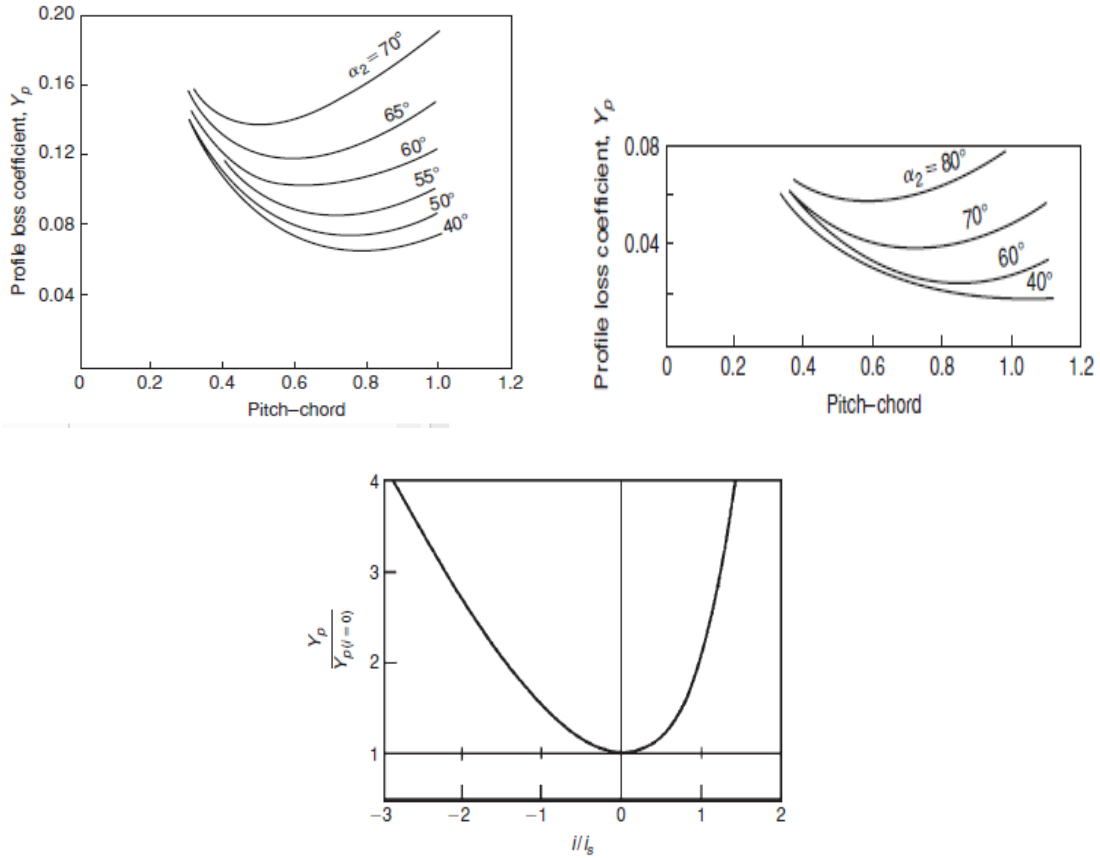 0.20
0.16
0.12
0.08
0.04
Profile loss coefficient, Yp
α2 = 70°
65°
60°
55°
50°
40°
0 0.2 0.4 0.6 0.8 1.0 1.2
Pitch–chord
0.08
0.04
Profile loss coefficient, Yp
α2 = 80°
70°
60°
40°
0 0.2 0.4 0.6 0.8 1.0 1.2
Pitch–chord
4
3
2
1
Yp
Yp(i = 0)
−3 −2 −1 0 1 2
i/is